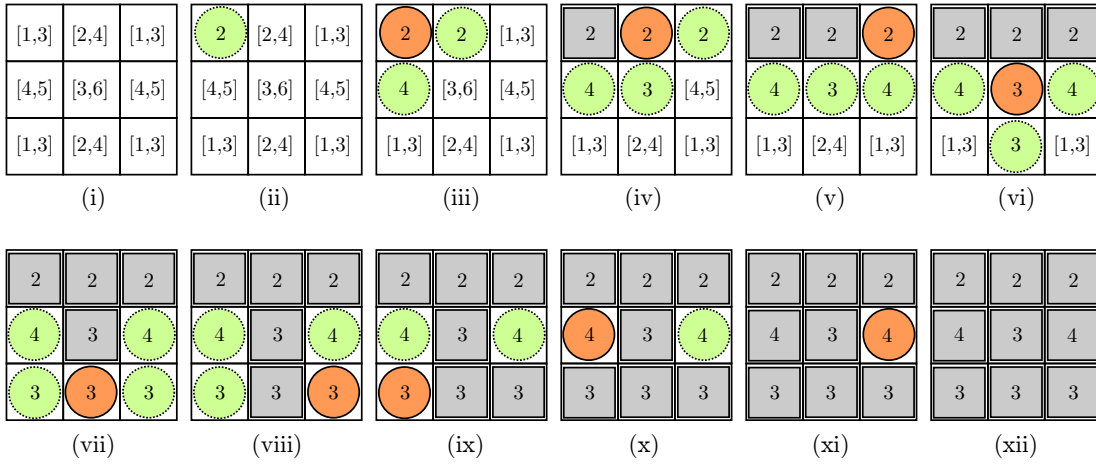 [1,3] [2,4] [1,3] 2 [2,4] [1,3] 2 2 [1,3] 2 2 2 2 2 2 2 2 2
[4,5] [3,6] [4,5] [4,5] [3,6] [4,5] 4 [3,6] [4,5] 4 3 [4,5] 4 3 4 4 3 4
[1,3] [2,4] [1,3] [1,3] [2,4] [1,3] [1,3] [2,4] [1,3] [1,3] [2,4] [1,3] [1,3] [2,4] [1,3] [1,3] 3 [1,3]
(i) (ii) (iii) (iv) (v) (vi)
2 2 2 2 2 2 2 2 2 2 2 2 2 2 2 2 2 2
4 3 4 4 3 4 4 3 4 4 3 4 4 3 4 4 3 4
3 3 3 3 3 3 3 3 3 3 3 3 3 3 3 3 3 3
(vii) (viii) (ix) (x) (xi) (xii)